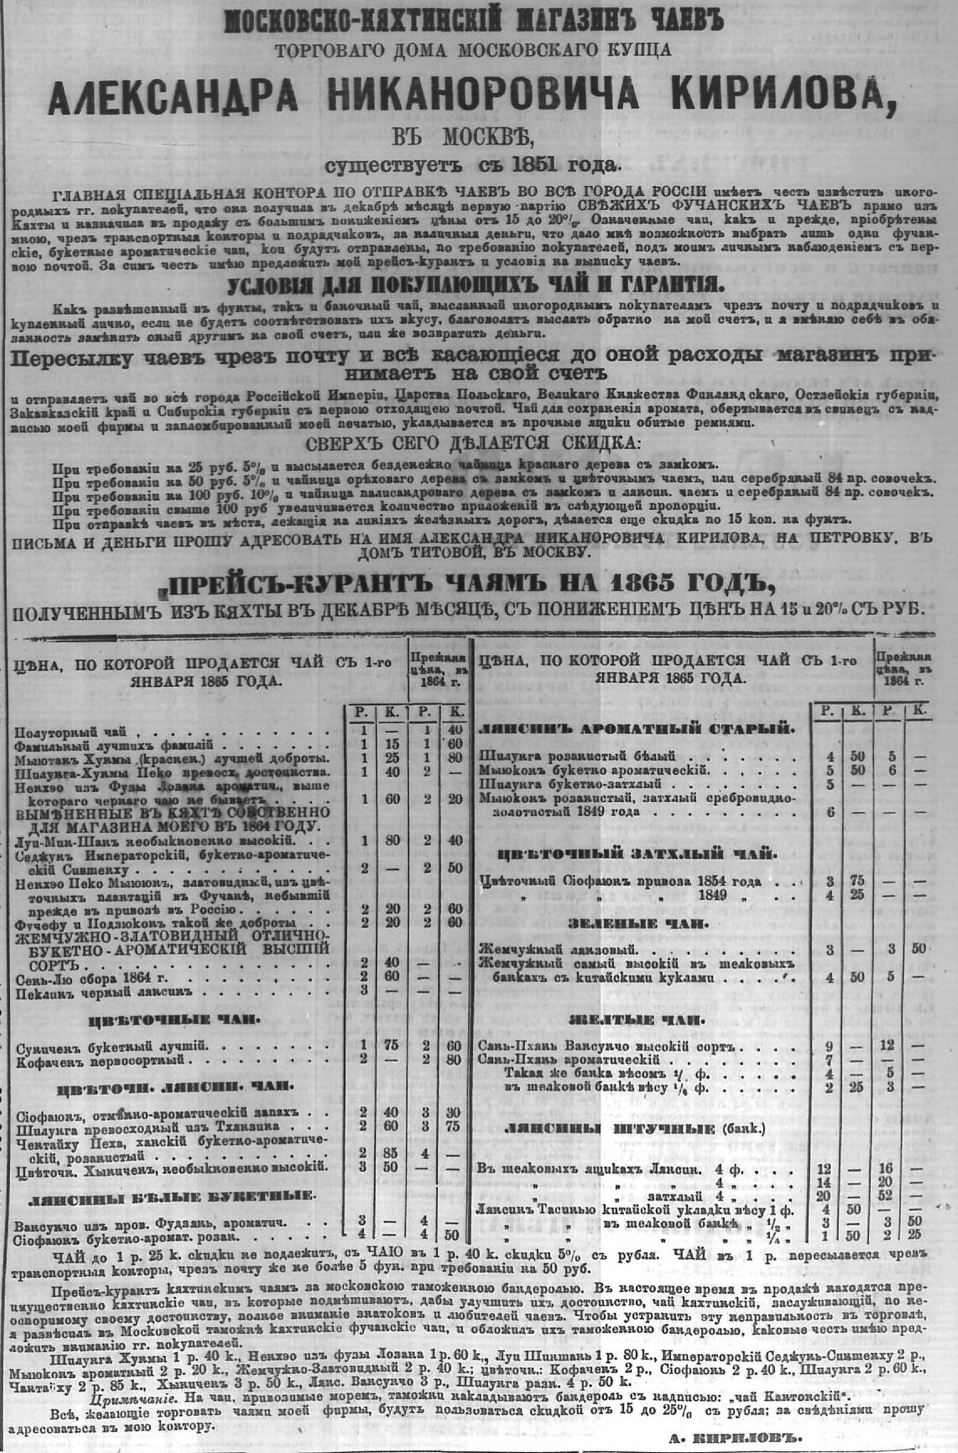 МОСКОВСКО-КЯХТИНСКІЙ МАГАЗИНЪ ЧАЕВЪ
ТОРГОВАГО ДОМА МОСКОВСКАГО КУПЦА
АЛЕКСАНДРА НИКАНОРОВИЧА КИРИЛОВА,
ВЪ МОСКВѢ,
существуетъ съ 1851 года.
ГЛАВНАЯ СПЕЦІАЛЬНАЯ КОНТОРА ПО ОТПРАВКѢ ЧАЕВЪ ВО ВСѢ ГОРОДА РОССІИ имѣетъ честь извѣстить иного-
родныхъ гг. покупателей, что она получила въ декабрѣ мѣсяцѣ первую партію СВѢЖИХЪ ФУЧАНСКИХЪ ЧАЕВЪ прямо изъ
Кяхты и назначила въ продажу съ большимъ пониженіемъ цѣны отъ 15 до 20%. Означенные чаи, какъ и прежде, пріобрѣтены
мною, чрезъ транспортныя конторы и подрядчиковъ, за наличныя деньги, что дало мнѣ возможность выбрать лишь одни фучан-
скіе, букетные ароматическіе чаи, кои будутъ отправлены, по требованію покупателей, подъ моимъ личнымъ наблюденіемъ съ пер-
вою почтой. За симъ честь имѣю предложить мой прейсъ-курантъ и условія на выписку чаевъ.
УСЛОВІЯ ДЛЯ ПОКУПАЮЩИХЪ ЧАЙ И ГАРАНТІЯ.
Какъ развѣшенный въ фунты, такъ и баночный чай, высланный иногороднымъ покупателямъ чрезъ почту и подрядчиковъ и
купленный лично, если не будетъ соотвѣтствовать ихъ вкусу, благоволятъ выслать обратно на мой счетъ, и я вмѣняю себѣ въ обя-
занность замѣнить оный другимъ на свой счетъ, или же возвратить деньги.
Пересылку чаевъ чрезъ почту и всѣ касающіеся до оной расходы магазинъ при-
нимаетъ на свой счетъ
и отправляетъ чай во всѣ города Россійской Имперіи, Царства Польскаго, Великаго Княжества Финляндскаго, Остзейскія губерніи,
Закавказскій край и Сибирскія губерніи съ первою отходящею почтой. Чай для сохраненія аромата, обертывается въ свинецъ съ над-
писью моей фирмы и запломбированный моей печатью, укладывается въ прочные ящики обитые ремнями.
СВЕРХЪ СЕГО ДѢЛАЕТСЯ СКИДКА:
При требованіи на 25 руб. 5% и высылается безденежно чайница краснаго дерева съ замкомъ.
При требованіи на 50 руб. 5% и чайница орѣховаго дерева съ замкомъ и цвѣточнымъ чаемъ, или серебряный 84 пр. совочекъ.
При требованіи на 100 руб. 10% и чайница палисандроваго дерева съ замкомъ и лянсин. чаемъ и серебряный 84 пр. совочекъ.
При требованіи свыше 100 руб увеличивается количество приложеній въ слѣдующей пропорціи.
При отправкѣ чаевъ въ мѣста, лежащія на линіяхъ желѣзныхъ дорогъ, дѣлается еще скидка по 15 коп. на фунтъ.
ПИСЬМА И ДЕНЬГИ ПРОШУ АДРЕСОВАТЬ НА ИМЯ АЛЕКСАНДРА НИКАНОРОВИЧА КИРИЛОВА, НА ПЕТРОВКУ, ВЪ
ДОМЪ ТИТОВОЙ, ВЪ МОСКВУ.
ПРЕЙСЪ-КУРАНТЪ ЧАЯМЪ НА 1865 ГОДЪ,
ПОЛУЧЕННЫМЪ ИЗЪ КЯХТЫ ВЪ ДЕКАБРѢ МѢСЯЦѢ, СЪ ПОНИЖЕНІЕМЪ ЦѢНЪ НА 15 и 20% СЪ РУБ.
ЦѢНА, ПО КОТОРОЙ ПРОДАЕТСЯ ЧАЙ СЪ 1-го
ЯНВАРЯ 1865 ГОДА.
Прежняя
цѣна, въ
1864 г.
Р. К. Р. К.
Полуторный чай . . . 1 — 1 40
Фамильный лучшихъ фамилій . . . 1 15 1 60
Мыютакъ Хунмы (краснен.) лучшей доброты. 1 25 1 80
Шилунга-Хунмы Пеко превосх. достоинства. 1 40 2 —
Ненхэо изъ Фузы Лозана ароматич., выше
котораго чернаго чаю не бываетъ . . . 1 60 2 20
ВЫМѢНЕННЫЕ ВЪ КЯХТѢ СОБСТВЕННО
ДЛЯ МАГАЗИНА МОЕГО ВЪ 1864 ГОДУ.
Луи-Мин-Шанъ необыкновенно высокій. . . 1 80 2 40
Седжукъ Императорскій, букетно-ароматиче-
скій Сившенху . . . 2 — 2 50
Ненхэо Пеко Мыююкъ, златовидный, изъ цвѣ-
точныхъ плантацій въ Фучанѣ, небывшій
прежде въ привозѣ въ Россію . . . 2 20 2 60
Фучефу и Подзюконъ такой же доброты . . 2 20 2 60
ЖЕМЧУЖНО-ЗЛАТОВИДНЫЙ ОТЛИЧНО-
БУКЕТНО-АРОМАТИЧЕСКІЙ ВЫСШІЙ
СОРТЪ . . . 2 40 — -
Сень-Лю сбора 1864 г. . . . 2 60 — —
Пеклинъ черный лянсинъ . . . 3 — — —
ЦВѢТОЧНЫЕ ЧАИ.
Суниченъ букетный лучшій. . . . 1 75 2 60
Кофаченъ первосортный . . . 2 — 2 80
ЦВѢТОЧН. ЛЯНСИН. ЧАИ.
Сіофаюнъ, отмѣнно-ароматическій запахъ . . 2 40 3 30
Шилунга превосходный изъ Тхянзина . . . 2 60 3 75
Чентайху Пеха, ханскій букетно-ароматиче-
скій, розанистый . . . 2 85 4 —
Цвѣточн. Хыниченъ, необыкновенно высокій. 3 50 — —
ЛЯНСИНЫ БѢЛЫЕ БУКЕТНЫЕ.
Вансунчо изъ пров. Фудзянь, ароматич. . . 3 — 4 —
Сіофаюнъ букетно-аромат. розан. . . . 4 — 4 50
ЦѢНА, ПО КОТОРОЙ ПРОДАЕТСЯ ЧАЙ СЪ 1-го
ЯНВАРЯ 1865 ГОДА.
Прежняя
цѣна, въ
1864 г.
Р. К. Р К.
ЛЯНСИНЪ АРОМАТНЫЙ СТАРЫЙ.
Шилунга розанистый бѣлый . . . 4 50 5 —
Мыюконъ букетно ароматическій. . . . 5 50 6 —
Шилунга букетно-затхлый . . . 5 — — —
Мыюконъ розанистый, затхлый сребровидно-
золотистый 1849 года . . . 6 — — —
ЦВѢТОЧНЫЙ ЗАТХЛЫЙ ЧАЙ.
Цвѣточный Сіофаюнъ привоза 1854 года . . 3 75 — —
„ „ „ 1849 „ . . 4 25 — —
ЗЕЛЕНЫЕ ЧАИ.
Жемчужный лянзовый. . . . 3 — 3 50
Жемчужный самый высокій въ шелковыхъ
банкахъ съ китайскими куклами . . . 4 50 5 —
ЖЕЛТЫЕ ЧАИ.
Сянь-Пхянь Вансунчо высокій сортъ . . . 9 — 12 —
Сянь-Пхянь ароматическій . . . 7 — — —
Такая же банка вѣсомъ ½ ф. . . . 4 — 5 —
въ шелковой банкѣ вѣсу ¼ ф. . . . 2 25 3 —
ЛЯНСИНЫ ШТУЧНЫЕ (банк.)
Въ шелковыхъ ящикахъ Лянсин. 4 ф. . . . 12 — 16 —
„ „ „ 4 „ . . . 14 — 20 —
„ „ затхлый 4 „ . . . 20 — 52 —
Лянсинъ Тасинью китайской укладки вѣсу 1 ф. 4 50 — —
„ „ въ шелковой банкѣ „ ½ „ 3 — 3 50
„ „ „ „ ¼ „ 1 50 2 25
ЧАЙ до 1 р. 25 к. скидки не подлежитъ, съ ЧАЮ въ 1 р. 40 к. скидки 5% съ рубля. ЧАЙ въ 1 р. пересылается чрезъ
транспортныя конторы, чрезъ почту же не болѣе 5 фун. при требованіи на 50 руб.
Прейсъ-курантъ кяхтинскимъ чаямъ за московскою таможенною бандеролью. Въ настоящее время въ продажѣ находятся пре-
имущественно кяхтинскіе чаи, въ которые подмѣшиваютъ, дабы улучшить ихъ достоинство, чай кяхтинскій, заслуживающій, по не-
оспоримому своему достоинству, полное вниманіе знатоковъ и любителей чаевъ. Чтобы устранить эту неправильность въ торговлѣ,
я развѣсилъ въ Московской таможнѣ кяхтинскіе фучанскіе чаи, и обложилъ ихъ таможенною бандеролью, каковые честь имѣю пред-
ложить вниманію гг. покупателей.
Шилунга Хунмы 1 р. 40 к., Ненхэо изъ фузы Лозана 1 р. 60 к., Луи Шиншань 1 р. 80 к., Императорскій Седжунь-Сившенху 2 р.,
Мыюконъ ароматный 2 р. 20 к., Жемчужно-Златовидный 2 р. 40 к.; цвѣточн.: Кофаченъ 2 р., Сіофаюнь 2 р. 40 к., Шилунга 2 р. 60 к.,
Чантайху 2 р. 85 к., Хыниченъ 3 р. 50 к., Лянс. Вансунчо 3 р., Шилунга разн. 4 р. 50 к.
Примѣчаніе. На чаи, привозимые моремъ, таможни накладываютъ бандероль съ надписью: „чай Кантонскій“.
Всѣ, желающіе торговать чаями моей фирмы, будутъ пользоваться скидкой отъ 15 до 25% съ рубля; за свѣдѣніями прошу
адресоваться въ мою контору.
А. КИРИЛОВЪ.